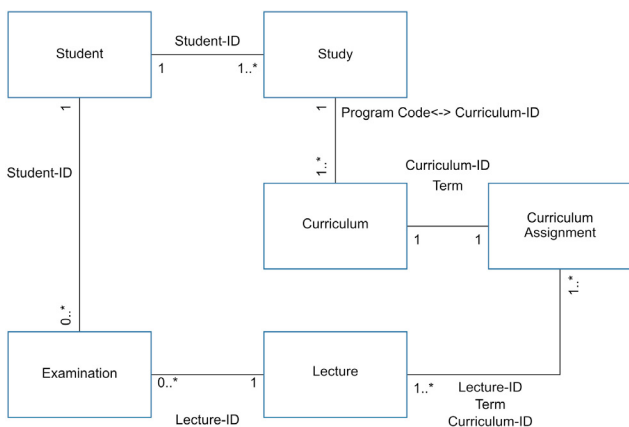 Student
Student-ID
1
1..*
Study
1
Student-ID
0..*
1
Program Code<-> Curriculum-ID
1..*
Curriculum
Curriculum-ID
Term
1
1
Curriculum
Assignment
1..*
Examination
0..*
1
Lecture-ID
Lecture
1..*
Lecture-ID
Term
Curriculum-ID